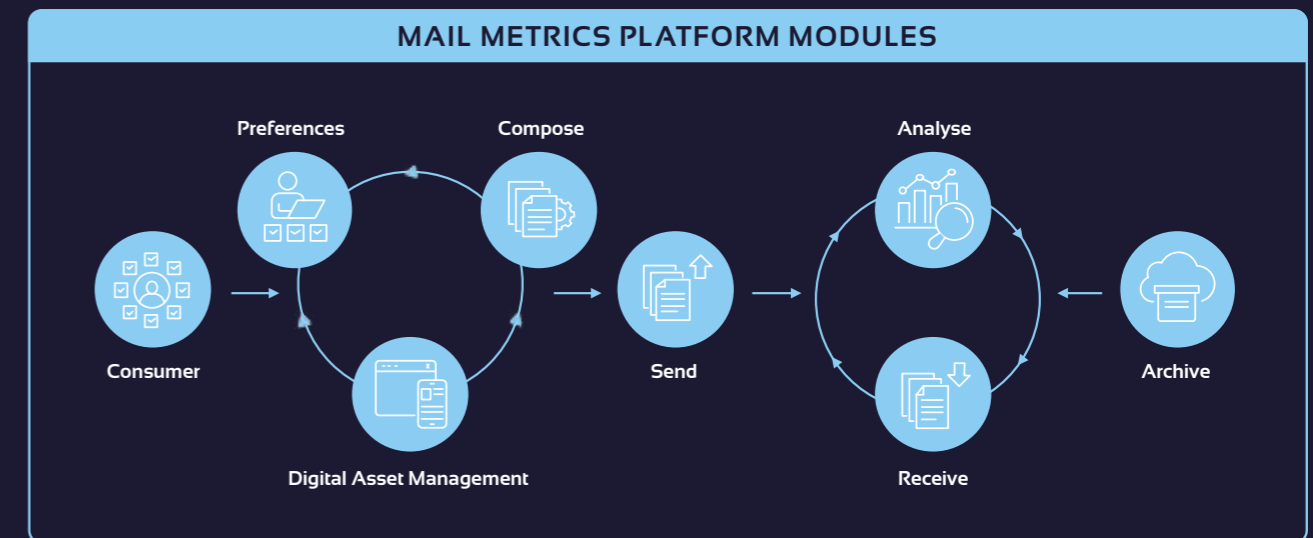 MAIL METRICS PLATFORM MODULES
Preferences
Compose
Analyse
Consumer
Send
Archive
Digital Asset Management
Receive